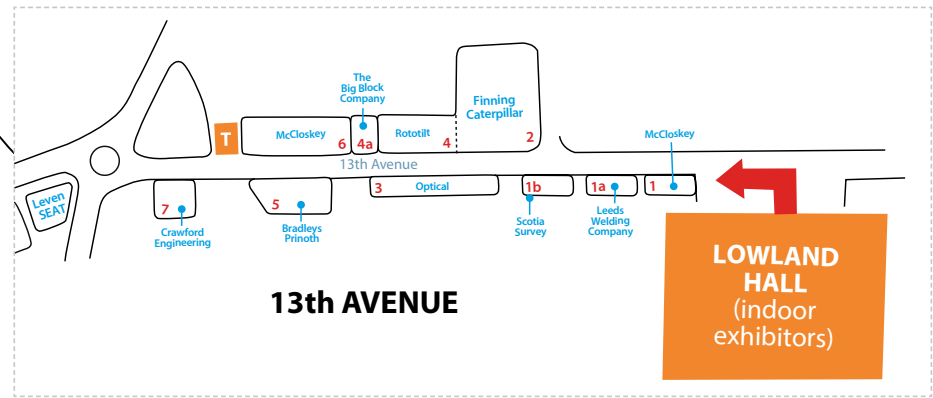 The
Big Block
Company
Finning
Caterpillar
T
McCloskey
6
4a
Rototilt
4
2
McCloskey
13th Avenue
3
Optical
1b
1a
1
Leven
SEAT
7
5
Crawford
Engineering
Bradleys
Prinoth
Scotia
Survey
Leeds
Welding
Company
LOWLAND
HALL
(indoor
exhibitors)
13th AVENUE